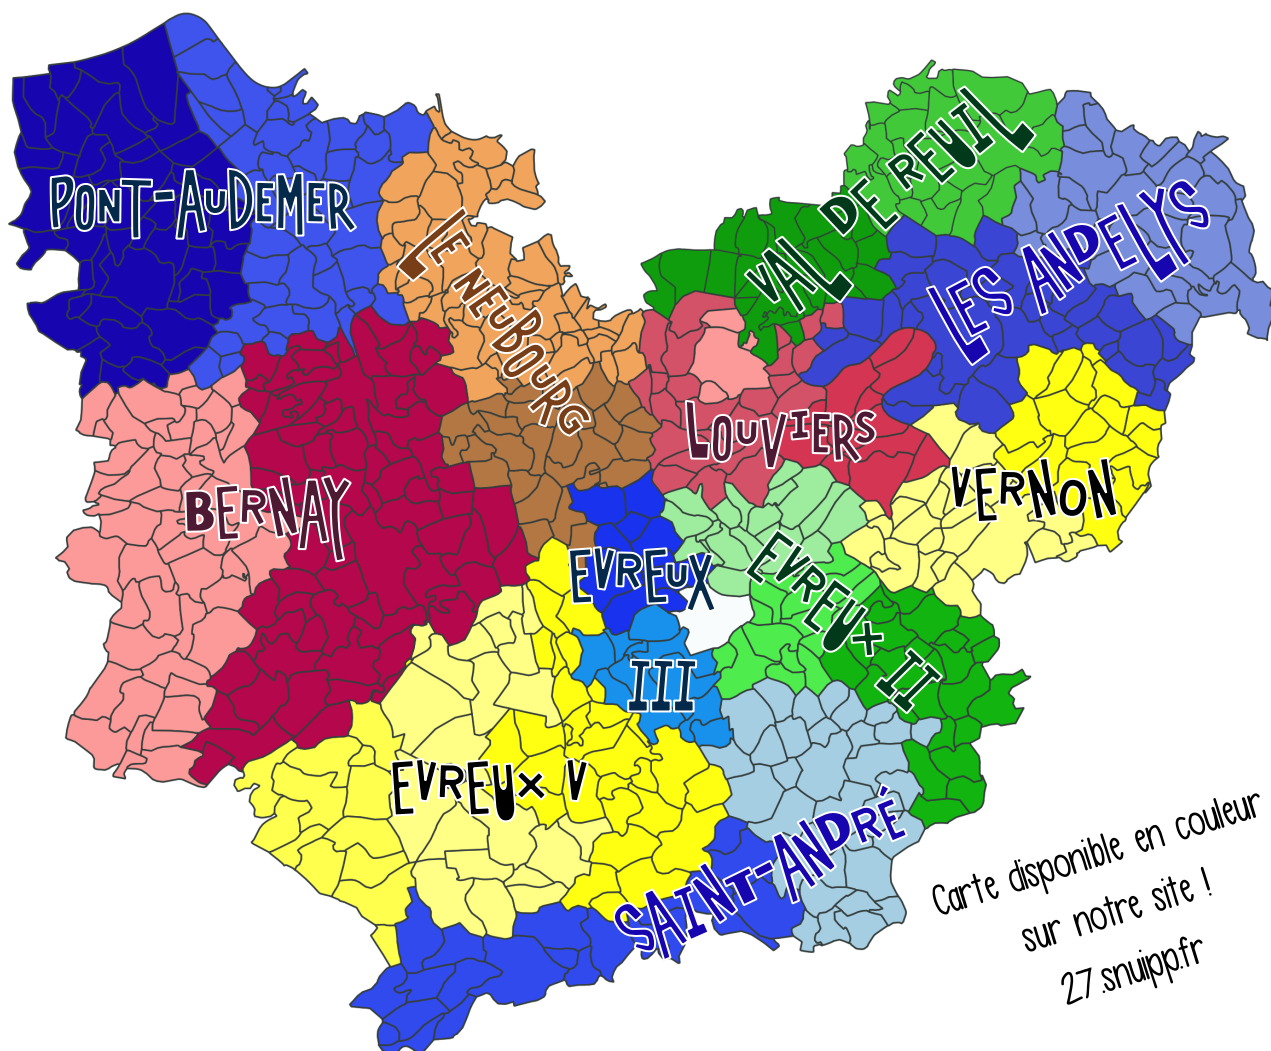 PONT-AUDEMER
LE NEUBOURG
VAL DE REUIL
LES ANDELYS
BERNAY
LOUVIERS
VERNON
EVREUX
III
EVREUX II
EVREUX V
SAINT-ANDRÉ
Carte disponible en couleur
sur notre site !
27.snuipp.fr